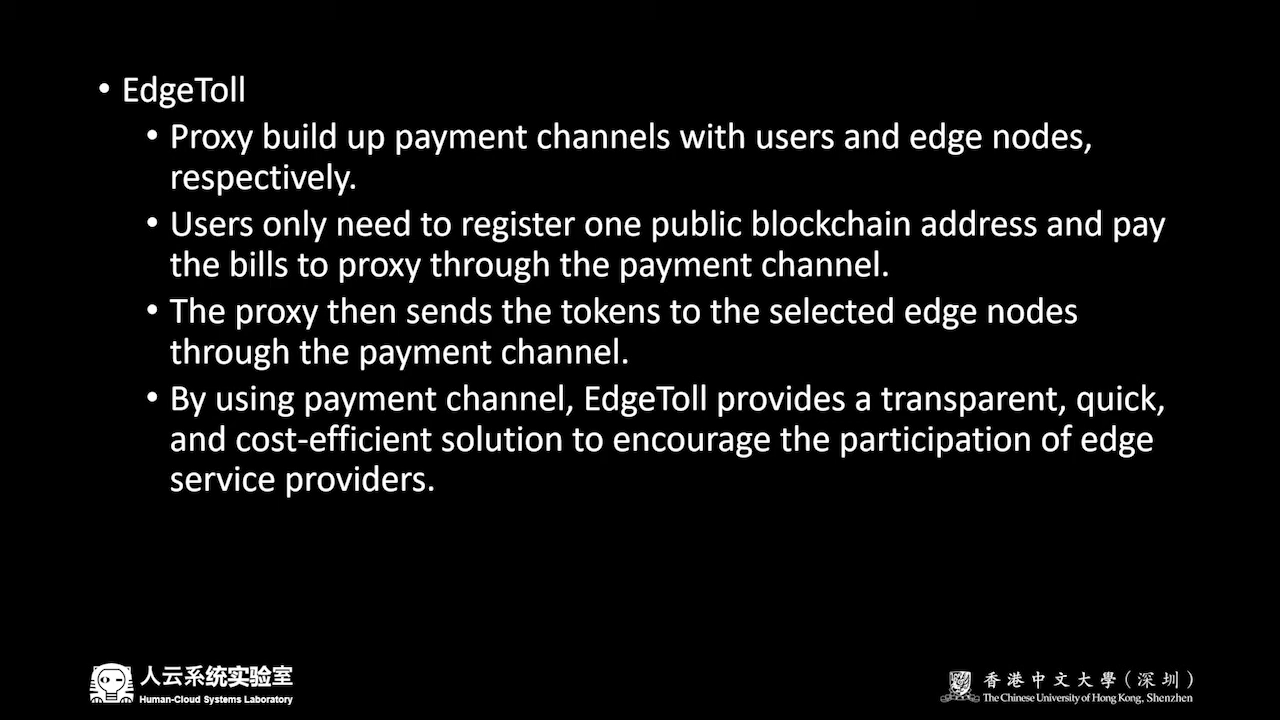 • EdgeToll
• Proxy build up payment channels with users and edge nodes,
respectively.
• Users only need to register one public blockchain address and pay
the bills to proxy through the payment channel.
• The proxy then sends the tokens to the selected edge nodes
through the payment channel.
• By using payment channel, EdgeToll provides a transparent, quick,
and cost-efficient solution to encourage the participation of edge
service providers.
人云系统实验室
Human-Cloud Systems Laboratory
香港中文大學(深圳)
The Chinese University of Hong Kong, Shenzhen